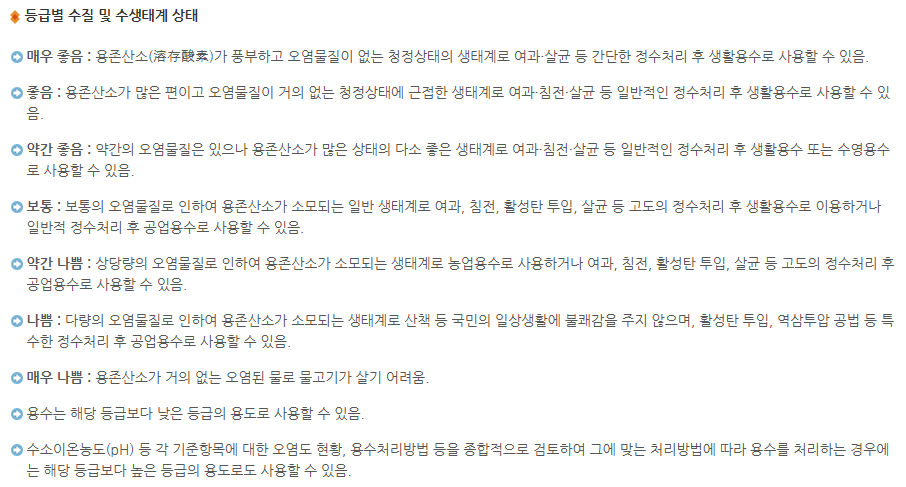 등급별 수질 및 수생태계 상태
매우 좋음 : 용존산소(溶存酸素)가 풍부하고 오염물질이 없는 청정상태의 생태계로 여과·살균 등 간단한 정수처리 후 생활용수로 사용할 수 있음.
좋음 : 용존산소가 많은 편이고 오염물질이 거의 없는 청정상태에 근접한 생태계로 여과·침전·살균 등 일반적인 정수처리 후 생활용수로 사용할 수 있
음.
약간 좋음 : 약간의 오염물질은 있으나 용존산소가 많은 상태의 다소 좋은 생태계로 여과·침전·살균 등 일반적인 정수처리 후 생활용수 또는 수영용수
로 사용할 수 있음.
보통 : 보통의 오염물질로 인하여 용존산소가 소모되는 일반 생태계로 여과, 침전, 활성탄 투입, 살균 등 고도의 정수처리 후 생활용수로 이용하거나
일반적 정수처리 후 공업용수로 사용할 수 있음.
약간 나쁨 : 상당량의 오염물질로 인하여 용존산소가 소모되는 생태계로 농업용수로 사용하거나 여과, 침전, 활성탄 투입, 살균 등 고도의 정수처리 후
공업용수로 사용할 수 있음.
나쁨 : 다량의 오염물질로 인하여 용존산소가 소모되는 생태계로 산책 등 국민의 일상생활에 불쾌감을 주지 않으며, 활성탄 투입, 역삼투압 공법 등 특
수한 정수처리 후 공업용수로 사용할 수 있음.
매우 나쁨 : 용존산소가 거의 없는 오염된 물로 물고기가 살기 어려움.
용수는 해당 등급보다 낮은 등급의 용도로 사용할 수 있음.
수소이온농도(pH) 등 각 기준항목에 대한 오염도 현황, 용수처리방법 등을 종합적으로 검토하여 그에 맞는 처리방법에 따라 용수를 처리하는 경우에
는 해당 등급보다 높은 등급의 용도로도 사용할 수 있음.